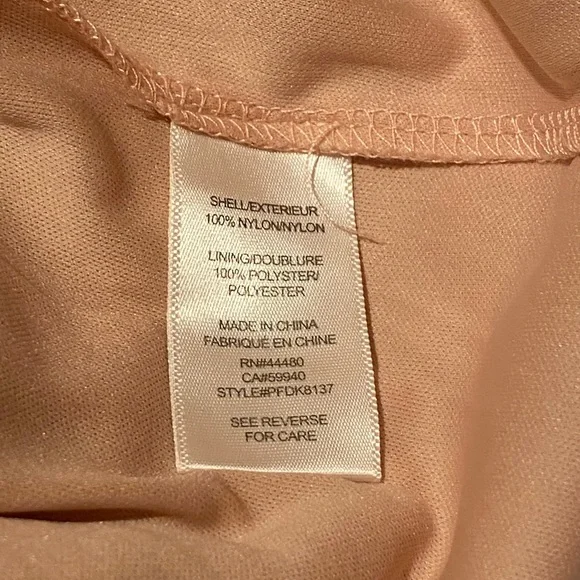 SHELL/EXTERIEUR
100% NYLON/NYLON
LINING/DOUBLURE
100% POLYSTER/
POLYESTER
MADE IN CHINA
FABRIQUE EN CHINE
RN#44480
CA#59940
STYLE#PFDK8137
SEE REVERSE
FOR CARE